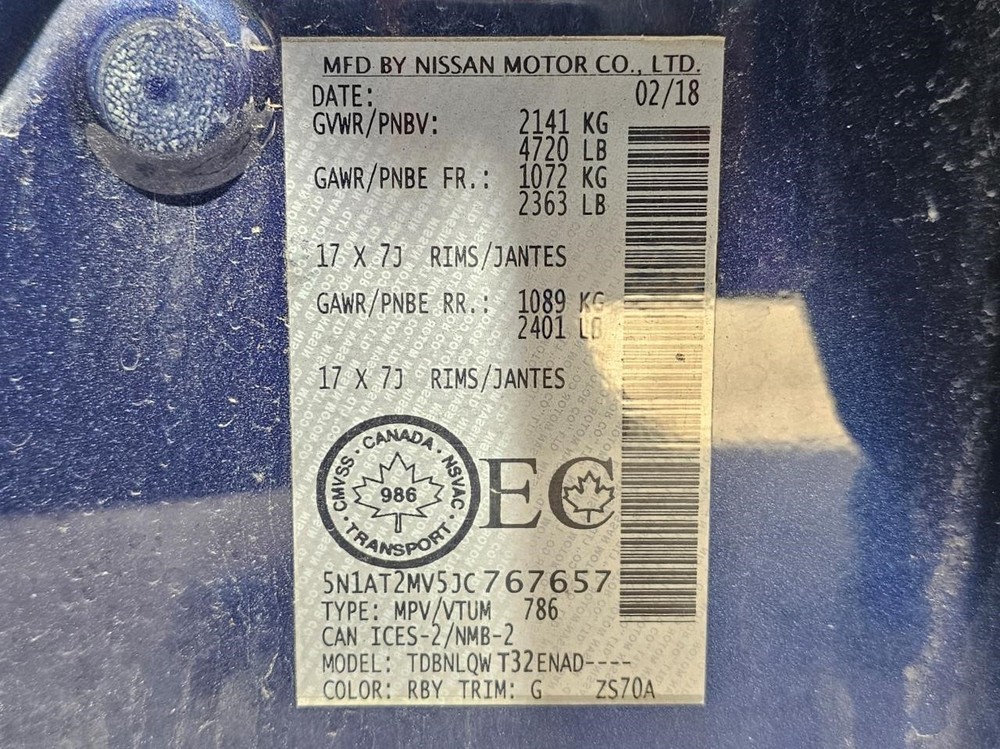 MFD BY NISSAN MOTOR CO., LTD.
DATE: 02/18
GVWR/PNBV: 2141 KG
4720 LB
GAWR/PNBE FR.: 1072 KG
2363 LB
17 X 7J RIMS/JANTES
GAWR/PNBE RR.: 1089 KG
2401 LB
17 X 7J RIMS/JANTES
CMVSS · CANADA · NSVAC · TRANSPORT ·
986
EC
5N1AT2MV5JC767657
TYPE: MPV/VTUM 786
CAN ICES-2/NMB-2
MODEL: TDBNLQW T32ENAD----
COLOR: RBY TRIM: G ZS70A